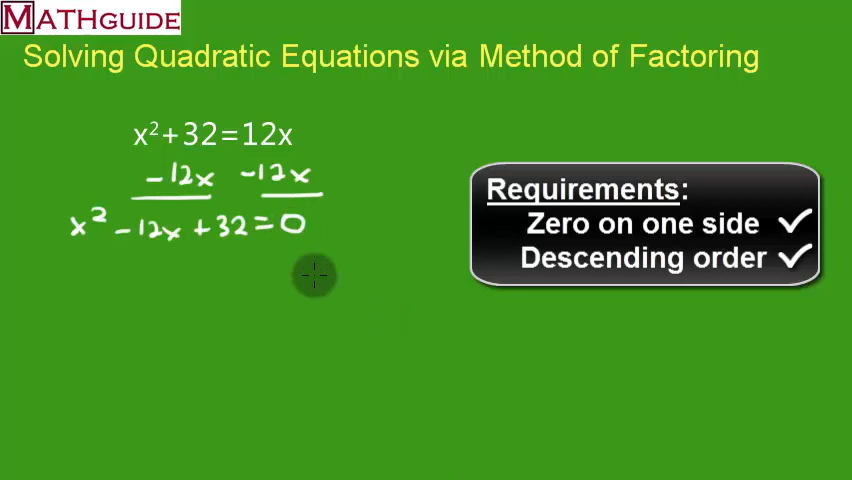 MATHGUIDE
Solving Quadratic Equations via Method of Factoring
x²+32=12x
-12x -12x
x² -12x +32 = 0
Requirements:
Zero on one side ✓
Descending order ✓